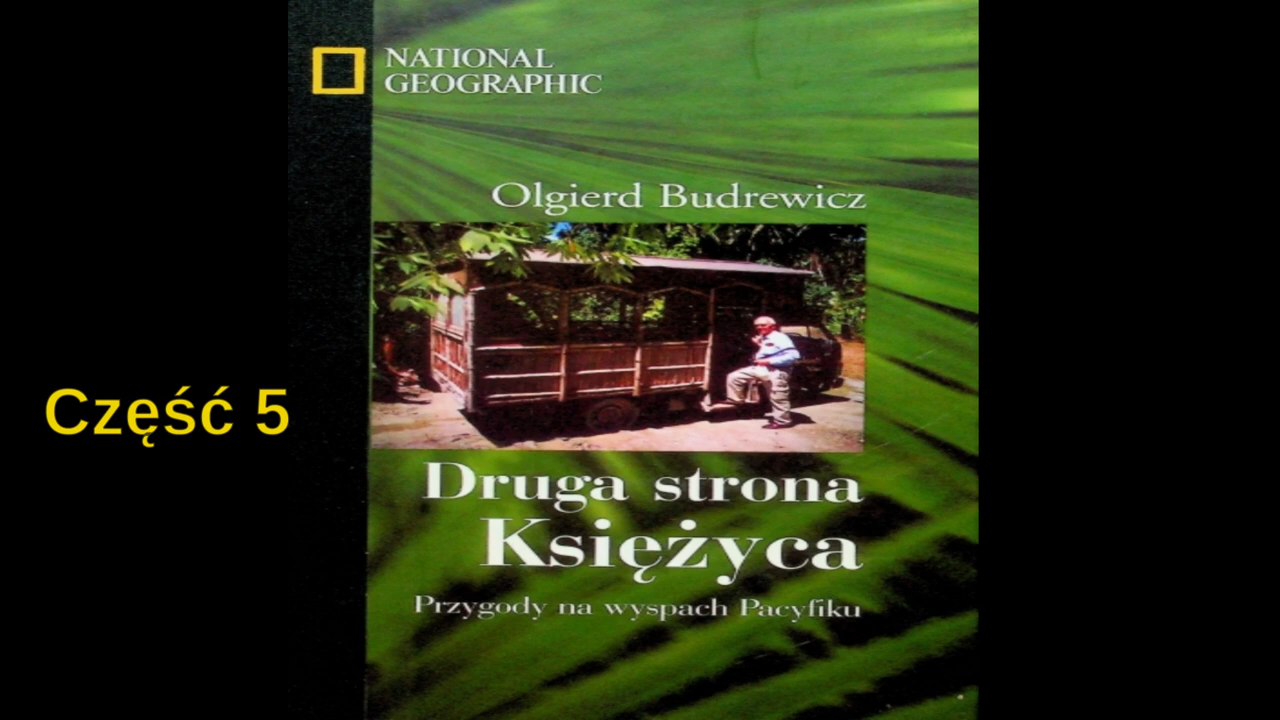 NATIONAL
GEOGRAPHIC
Olgierd Budrewicz
Część 5
Druga strona
Księżyca
Przygody na wyspach Pacyfiku